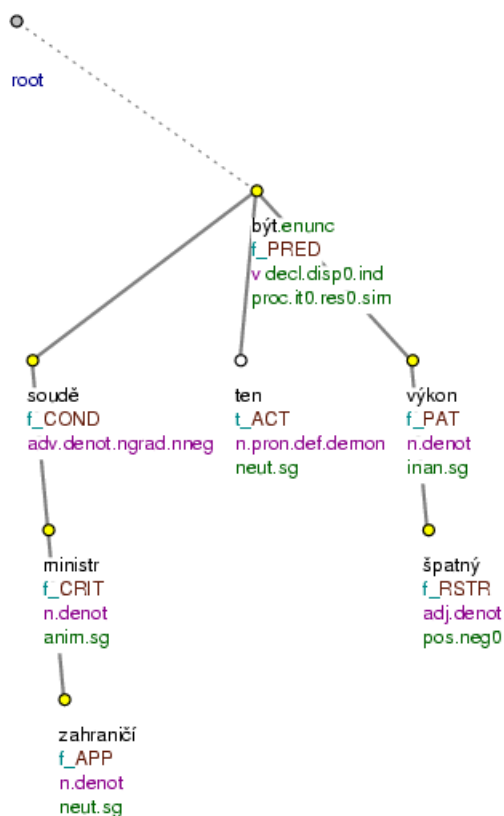 root
být.enunc
f_PRED
v decl.disp0.ind
proc.it0.res0.sim
soudě
f_COND
adv.denot.ngrad.nneg
ten
t_ACT
n.pron.def.demon
neut.sg
výkon
f_PAT
n.denot
inan.sg
ministr
f_CRIT
n.denot
anim.sg
špatný
f_RSTR
adj.denot
pos.neg0
zahraničí
f_APP
n.denot
neut.sg